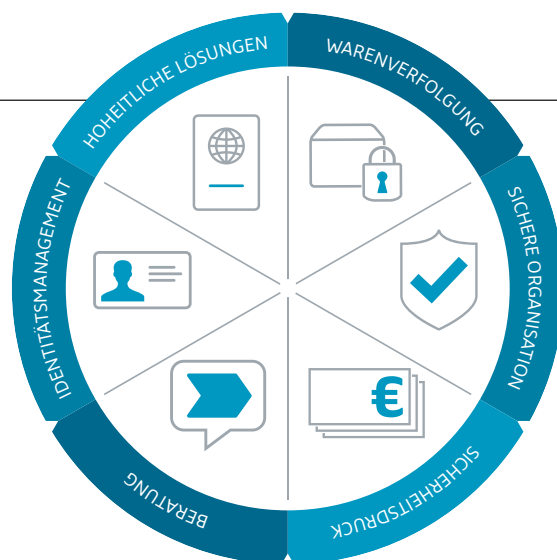 HOHEITLICHE LÖSUNGEN
WARENVERFOLGUNG
SICHERE ORGANISATION
SICHERHEITSDRUCK
BERATUNG
IDENTITÄTSMANAGEMENT
€